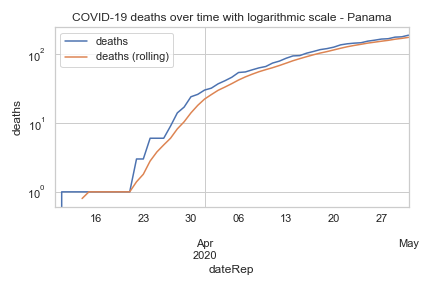 COVID-19 deaths over time with logarithmic scale - Panama
deaths
deaths (rolling)
10²
10¹
10⁰
deaths
16 23 30 06 13 20 27
Apr May
2020
dateRep